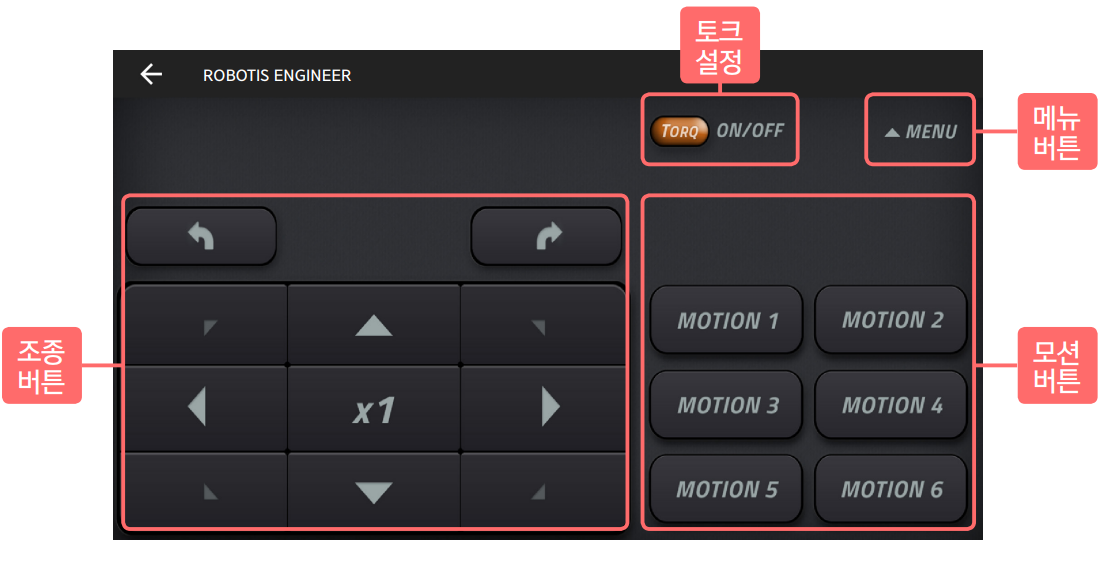 토크
설정
ROBOTIS ENGINEER
TORQ ON/OFF
MENU
메뉴
버튼
조종
버튼
x1
MOTION 1
MOTION 2
MOTION 3
MOTION 4
MOTION 5
MOTION 6
모션
버튼